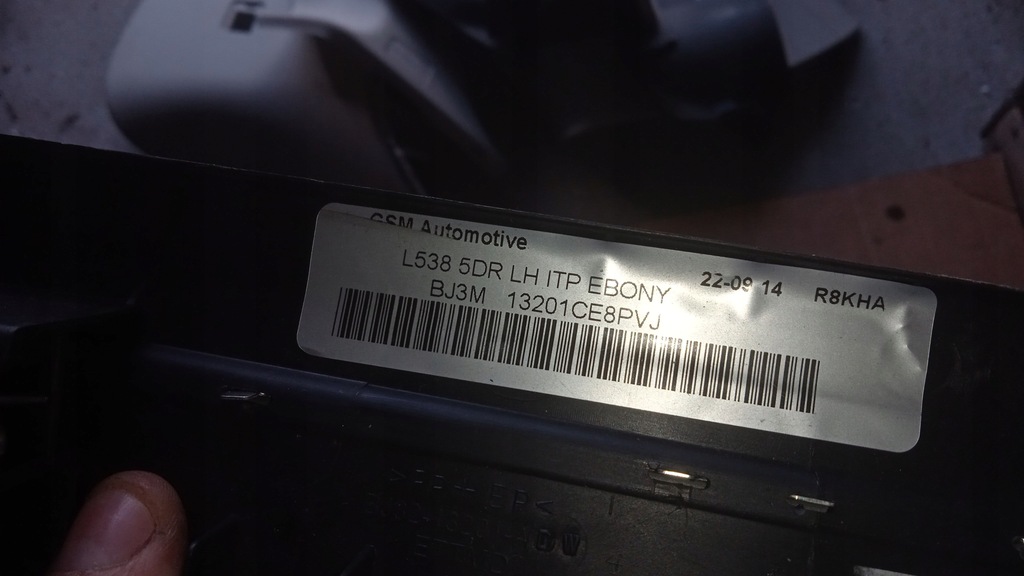 GSM Automotive
L538 5DR LH ITP EBONY 22-09 14 R8KHA
BJ3M 13201CE8PVJ